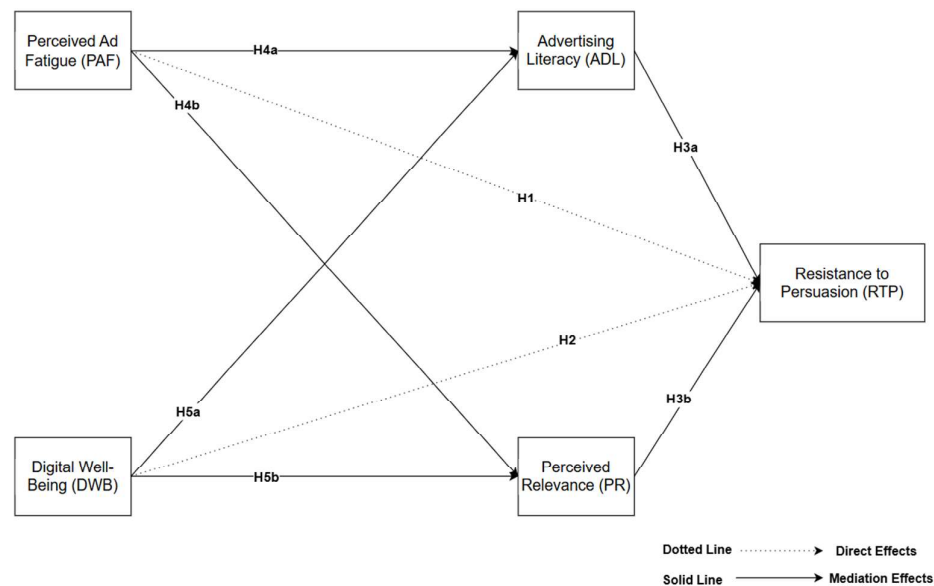 Perceived Ad
Fatigue (PAF)
H4a
Advertising
Literacy (ADL)
H4b
H3a
H1
Resistance to
Persuasion (RTP)
H2
H5a
H3b
Digital Well-
Being (DWB)
H5b
Perceived
Relevance (PR)
Dotted Line
Direct Effects
Solid Line
Mediation Effects